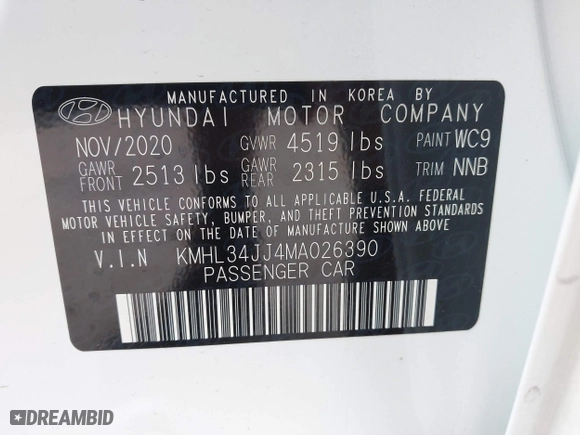 MANUFACTURED IN KOREA BY
HYUNDAI MOTOR COMPANY
NOV/2020 GVWR 4519 lbs PAINT WC9
GAWR FRONT 2513 lbs GAWR REAR 2315 lbs TRIM NNB
THIS VEHICLE CONFORMS TO ALL APPLICABLE U.S.A. FEDERAL
MOTOR VEHICLE SAFETY, BUMPER, AND THEFT PREVENTION STANDARDS
IN EFFECT ON THE DATE OF MANUFACTURE SHOWN ABOVE.
V.I.N KMHL34JJ4MA026390
PASSENGER CAR
DREAMBID